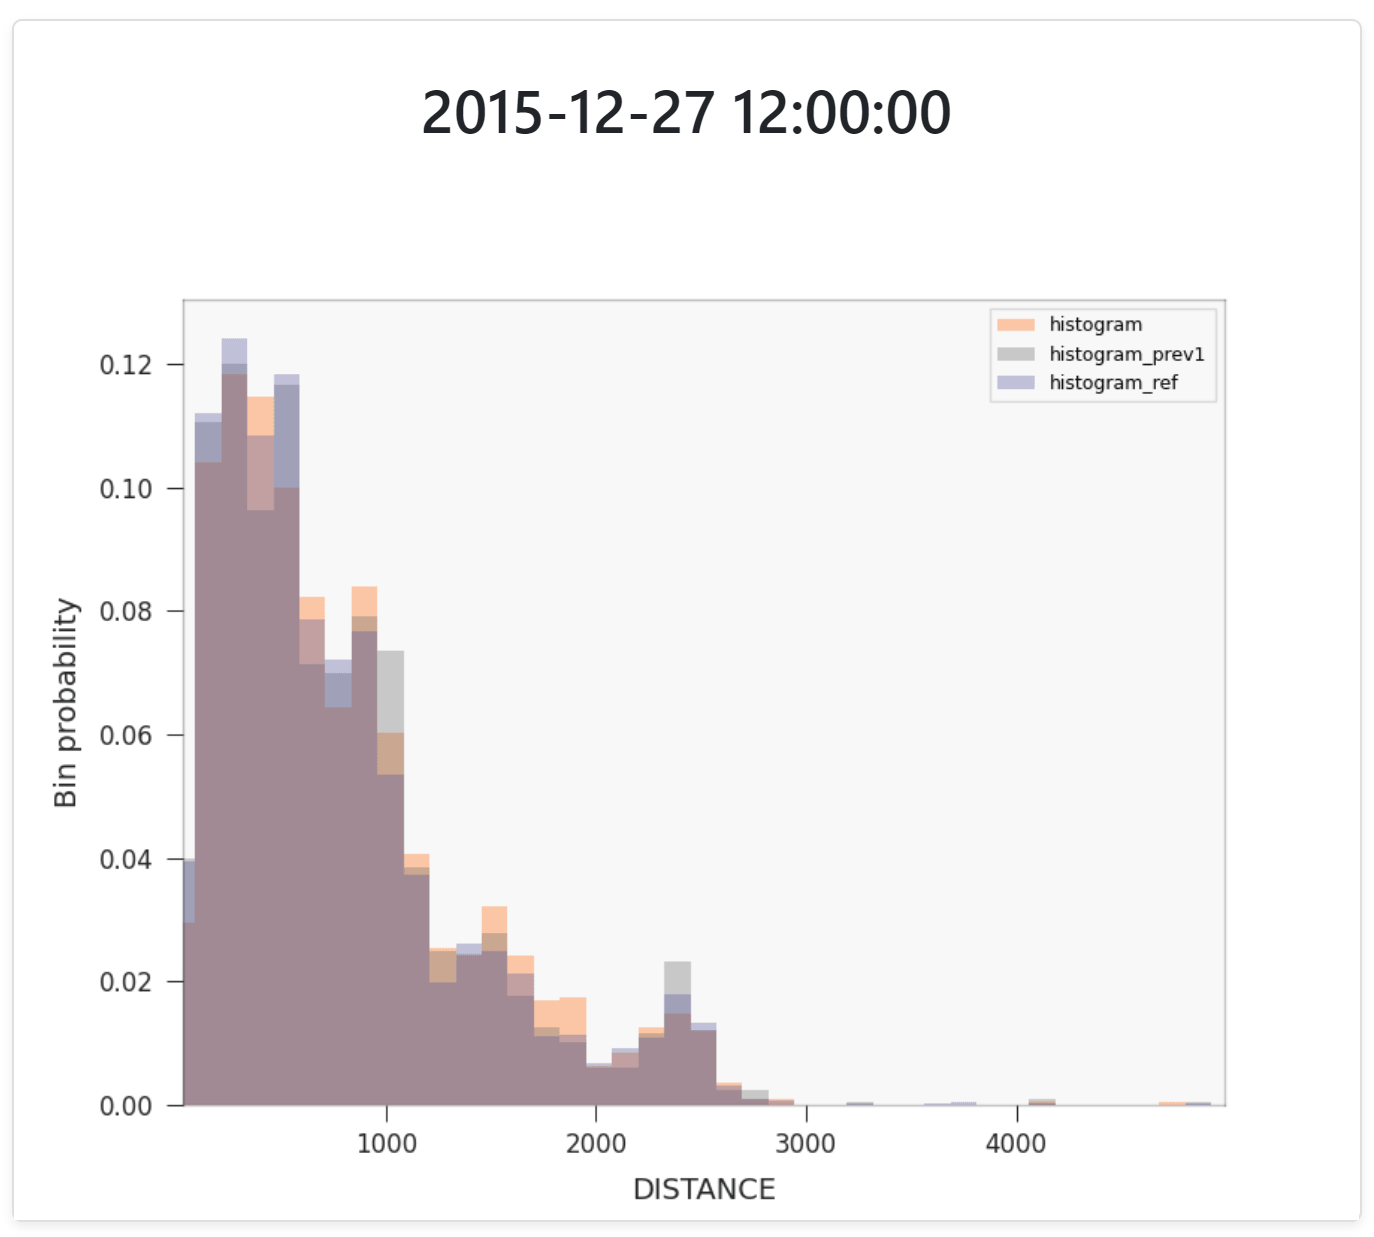 2015-12-27 12:00:00
histogram
histogram_prev1
histogram_ref
0.12
0.10
0.08
0.06
0.04
0.02
0.00
Bin probability
1000 2000 3000 4000
DISTANCE